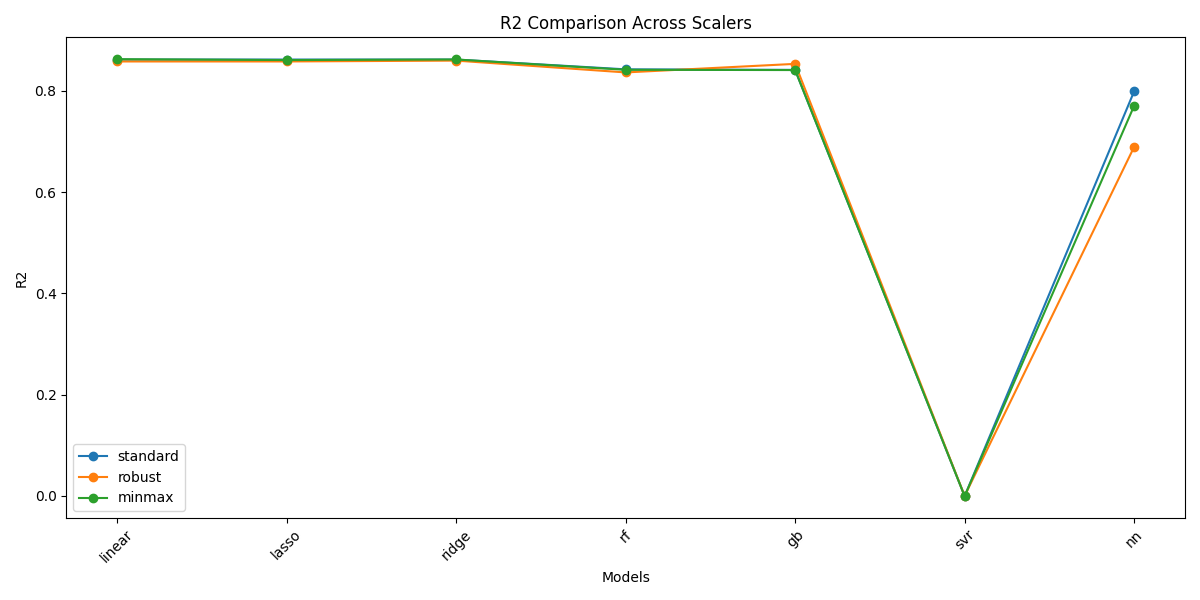 R2 Comparison Across Scalers
R2
0.8
0.6
0.4
0.2
0.0
standard
robust
minmax
linear
lasso
ridge
rf
gb
svr
nn
Models